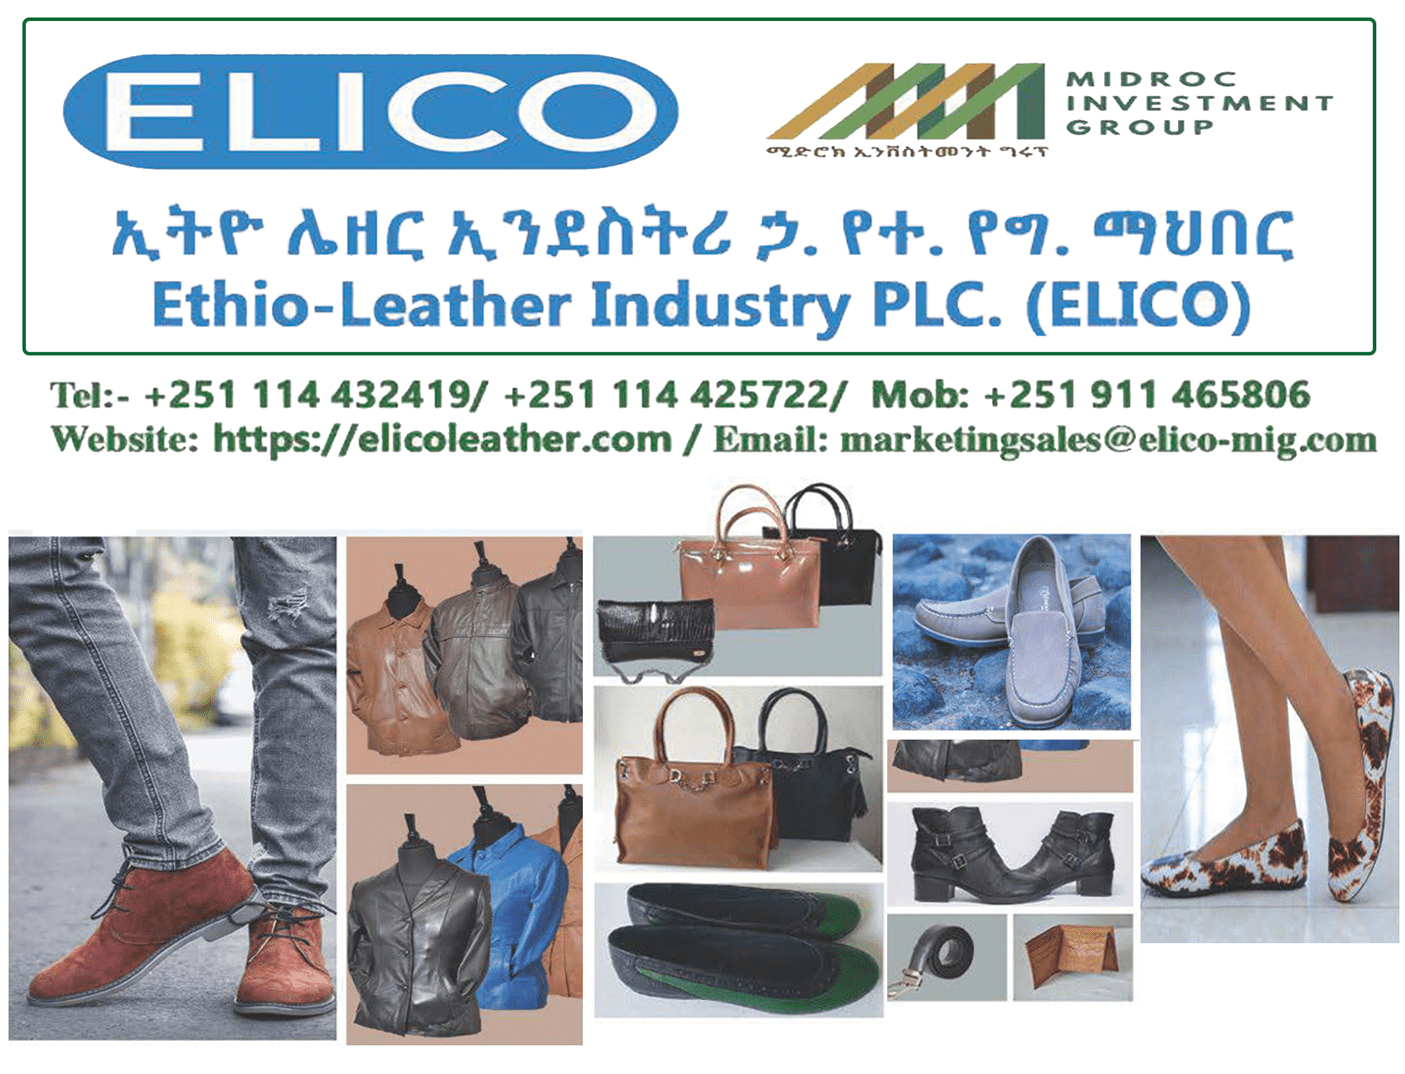 ELICO
MIDROC
INVESTMENT
GROUP
ሚድሮክ ኢንቨስትመንት ግሩፕ
ኢትዮ ሌዘር ኢንደስትሪ ኃ. የተ. የግ. ማህበር
Ethio-Leather Industry PLC. (ELICO)
Tel:- +251 114 432419/ +251 114 425722/ Mob: +251 911 465806
Website: https://elicoleather.com / Email: marketingsales@elico-mig.com